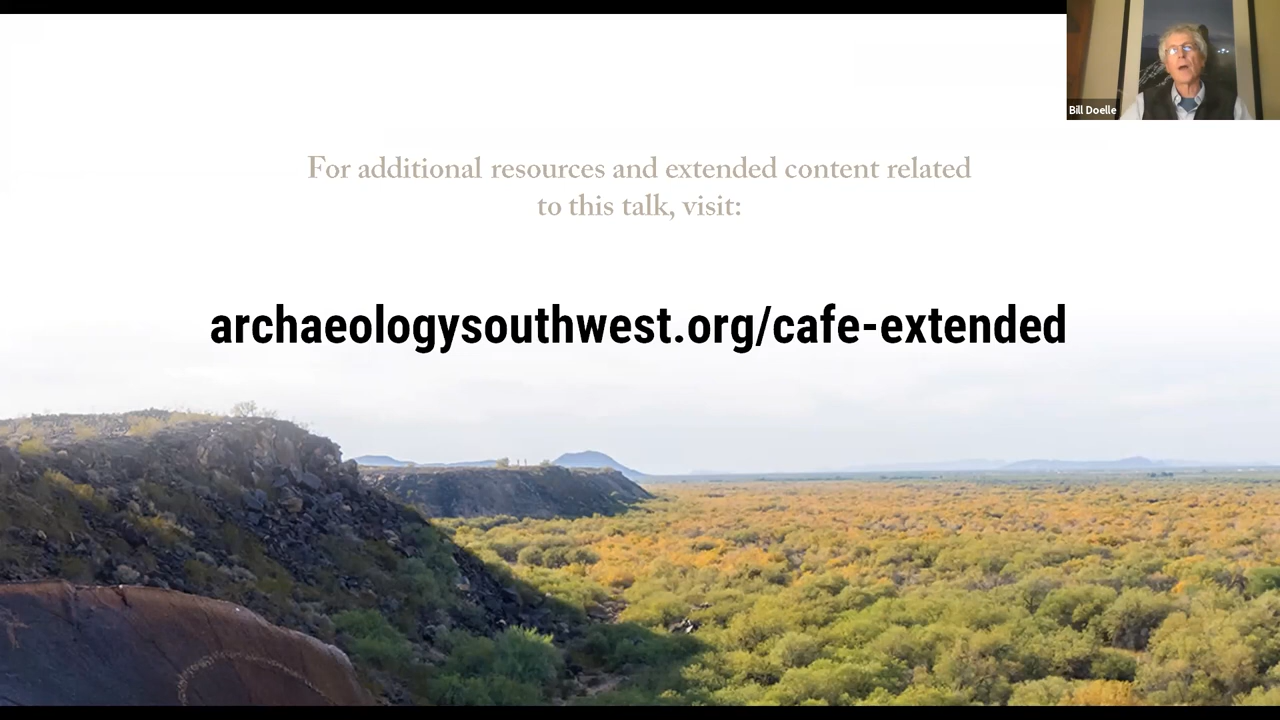 Bill Doelle
For additional resources and extended content related
to this talk, visit:
archaeologysouthwest.org/cafe-extended